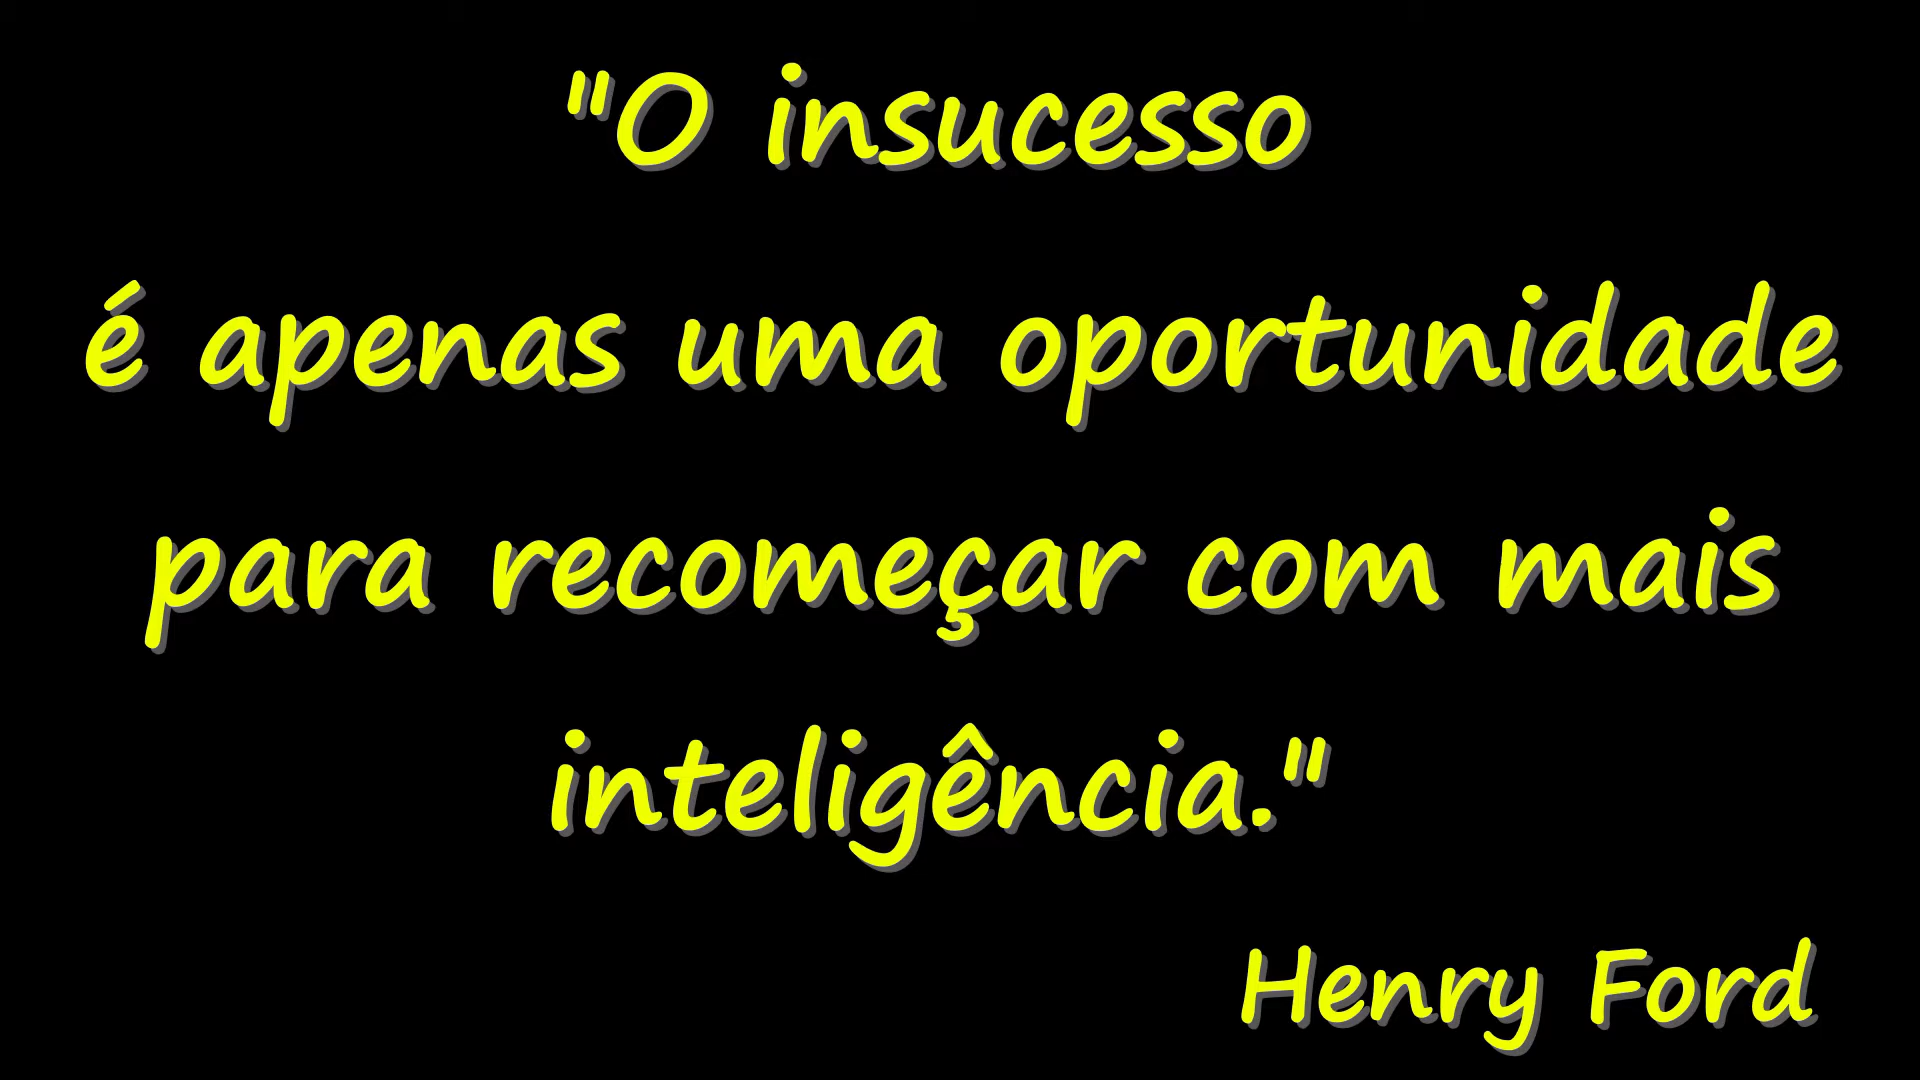 "O insucesso
é apenas uma oportunidade
para recomeçar com mais
inteligência."
Henry Ford